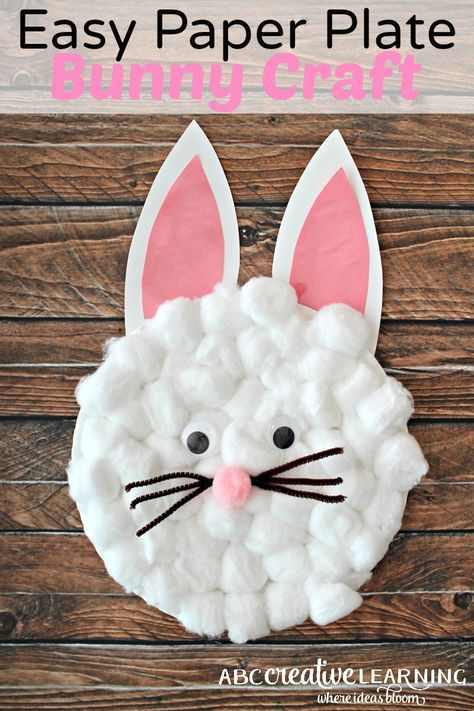 Easy Paper Plate
Bunny Craft
ABC creative LEARNING
where ideas bloom